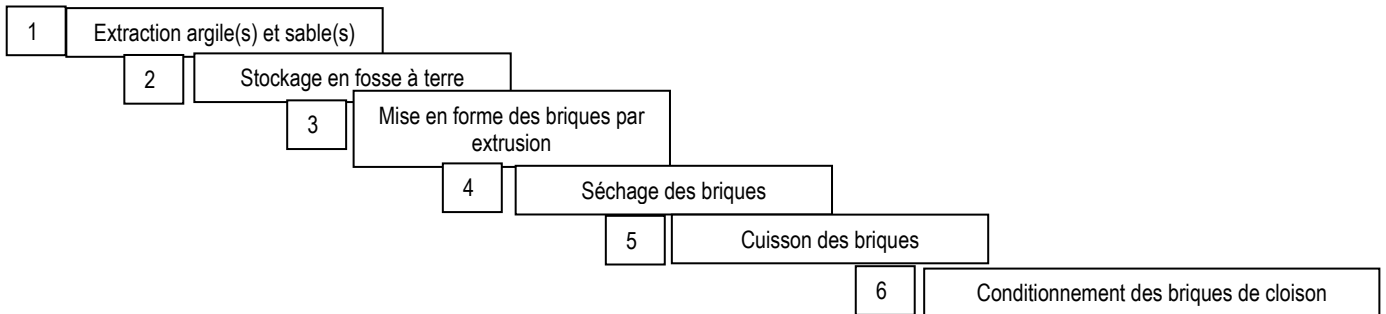 1
Extraction argile(s) et sable(s)
2
Stockage en fosse à terre
3
Mise en forme des briques par
extrusion
4
Séchage des briques
5
Cuisson des briques
6
Conditionnement des briques de cloison